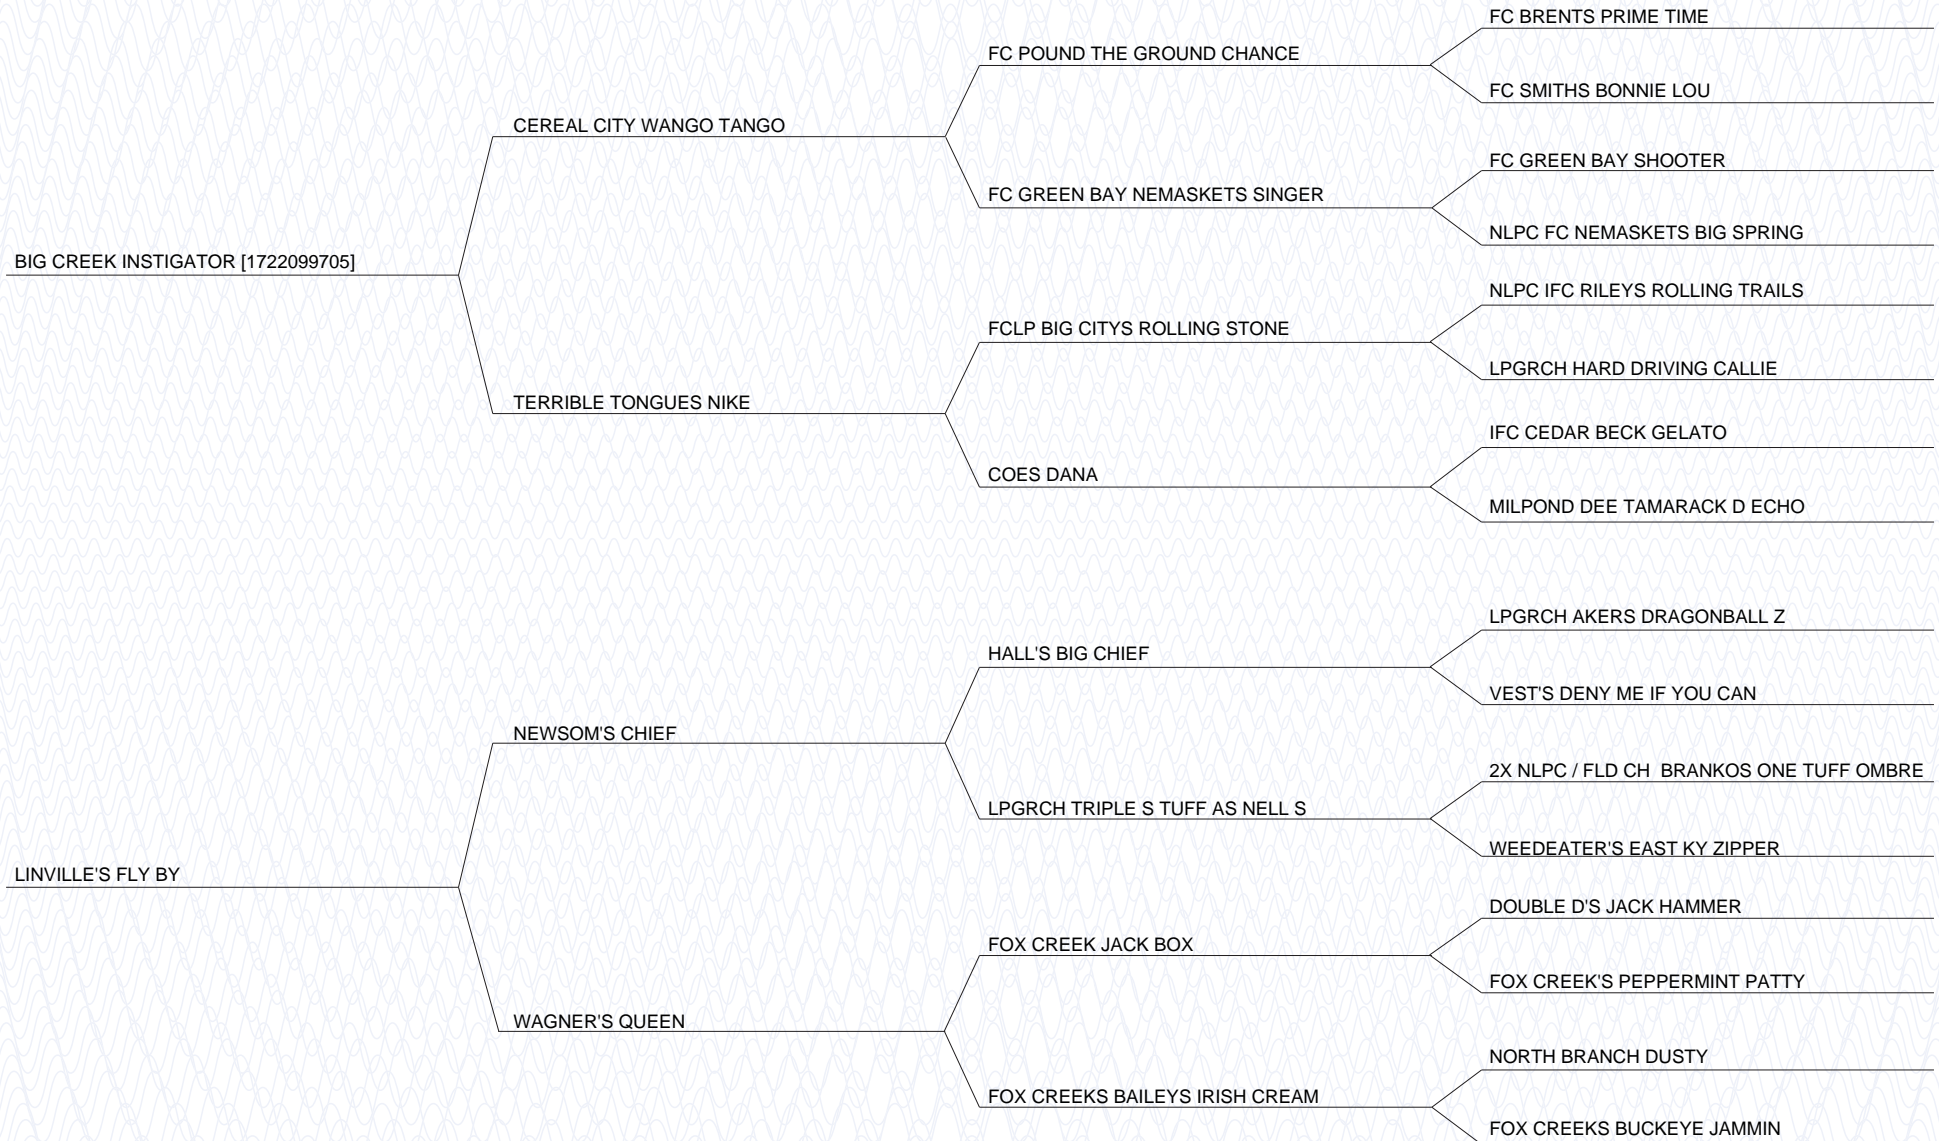 FC BRENTS PRIME TIME
FC POUND THE GROUND CHANCE
FC SMITHS BONNIE LOU
CEREAL CITY WANGO TANGO
FC GREEN BAY SHOOTER
FC GREEN BAY NEMASKETS SINGER
NLPC FC NEMASKETS BIG SPRING
BIG CREEK INSTIGATOR [1722099705]
NLPC IFC RILEYS ROLLING TRAILS
FCLP BIG CITYS ROLLING STONE
LPGRCH HARD DRIVING CALLIE
TERRIBLE TONGUES NIKE
IFC CEDAR BECK GELATO
COES DANA
MILPOND DEE TAMARACK D ECHO
LPGRCH AKERS DRAGONBALL Z
HALL'S BIG CHIEF
VEST'S DENY ME IF YOU CAN
NEWSOM'S CHIEF
2X NLPC / FLD CH  BRANKOS ONE TUFF OMBRE
LPGRCH TRIPLE S TUFF AS NELL S
WEEDEATER'S EAST KY ZIPPER
LINVILLE'S FLY BY
DOUBLE D'S JACK HAMMER
FOX CREEK JACK BOX
FOX CREEK'S PEPPERMINT PATTY
WAGNER'S QUEEN
NORTH BRANCH DUSTY
FOX CREEKS BAILEYS IRISH CREAM
FOX CREEKS BUCKEYE JAMMIN